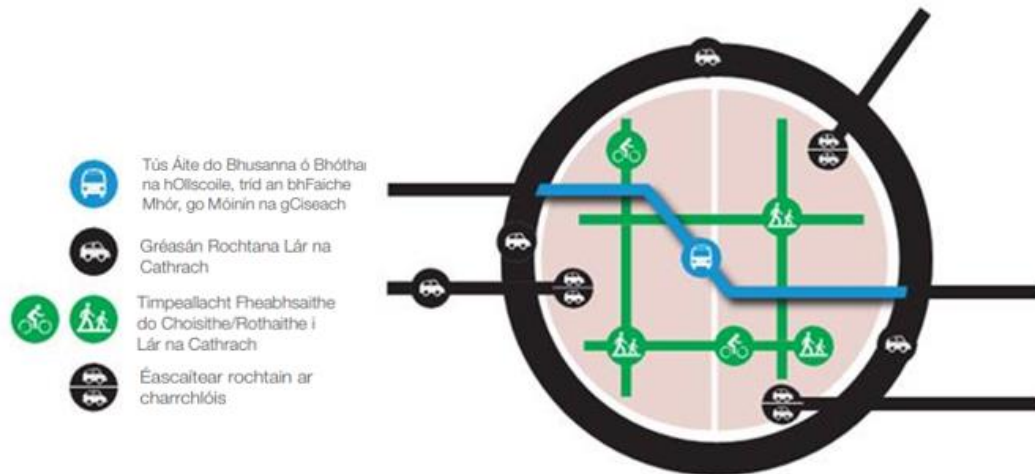 Tús Áite do Bhusanna ó Bhótha
na hOllscoile, tríd an bhFaiche
Mhór, go Móinín na gCiseach
Gréasán Rochtana Lár na
Cathrach
Timpeallacht Fheabhsaithe
do Choisithe/Rothaithe i
Lár na Cathrach
Éascaítear rochtain ar
charrchlóis